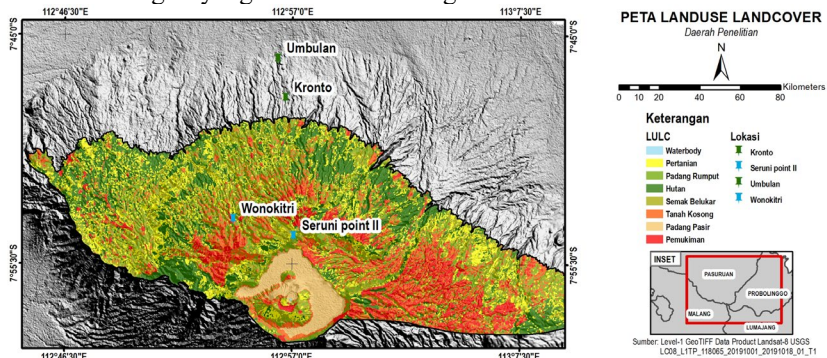 112°46'30"E
112°57'0"E
113°7'30"E
7°45'0"S
7°45'0"S
Umbulan
Kronto
Wonokitri
Seruni point II
7°55'30"S
7°55'30"S
112°46'30"E
112°57'0"E
113°7'30"E
PETA LANDUSE LANDCOVER
Daerah Penelitian
N
Kilometers
0 10 20 40 60 80
Keterangan
LULC
Waterbody
Pertanian
Padang Rumput
Hutan
Semak Belukar
Tanah Kosong
Padang Pasir
Pemukiman
Lokasi
Kronto
Seruni point II
Umbulan
Wonokitri
INSET
PASURUAN
PROBOLINGGO
MALANG
LUMAJANG
Sumber: Level-1 GeoTIFF Data Product Landsat-8 USGS
LC08_L1TP_118065_20191001_20191018_01_T1